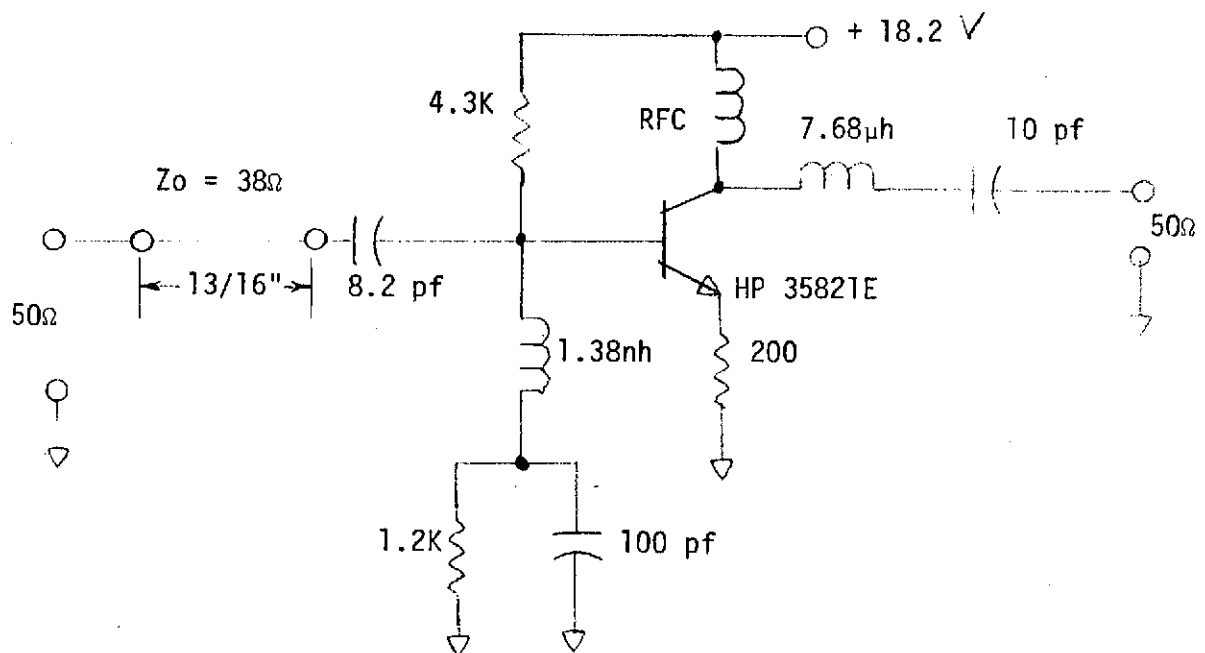 + 18.2 V
4.3K
RFC
7.68μh
10 pf
Zo = 38Ω
13/16"
8.2 pf
50Ω
50Ω
HP 35821E
1.38nh
200
1.2K
100 pf